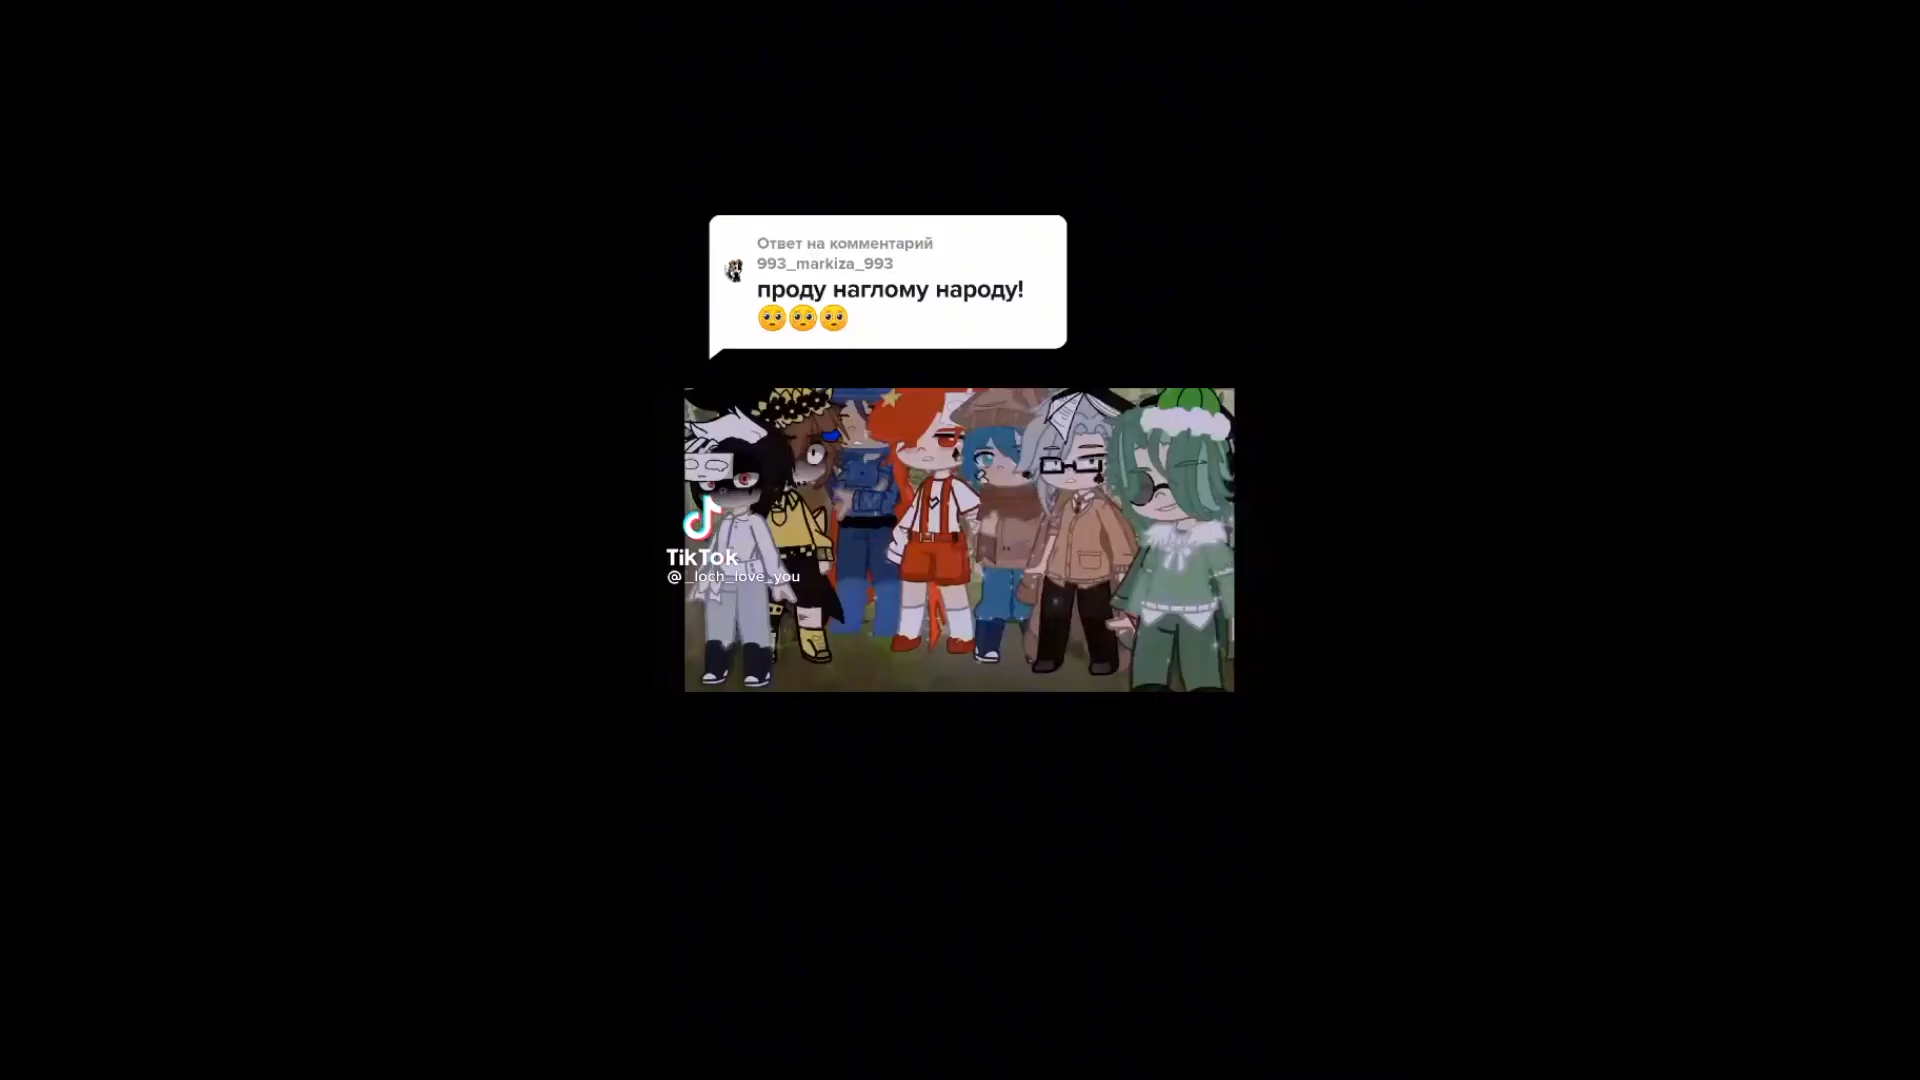 Ответ на комментарий
993_markiza_993
проду наглому народу!
🥺🥺🥺
TikTok
@_loch_love_you